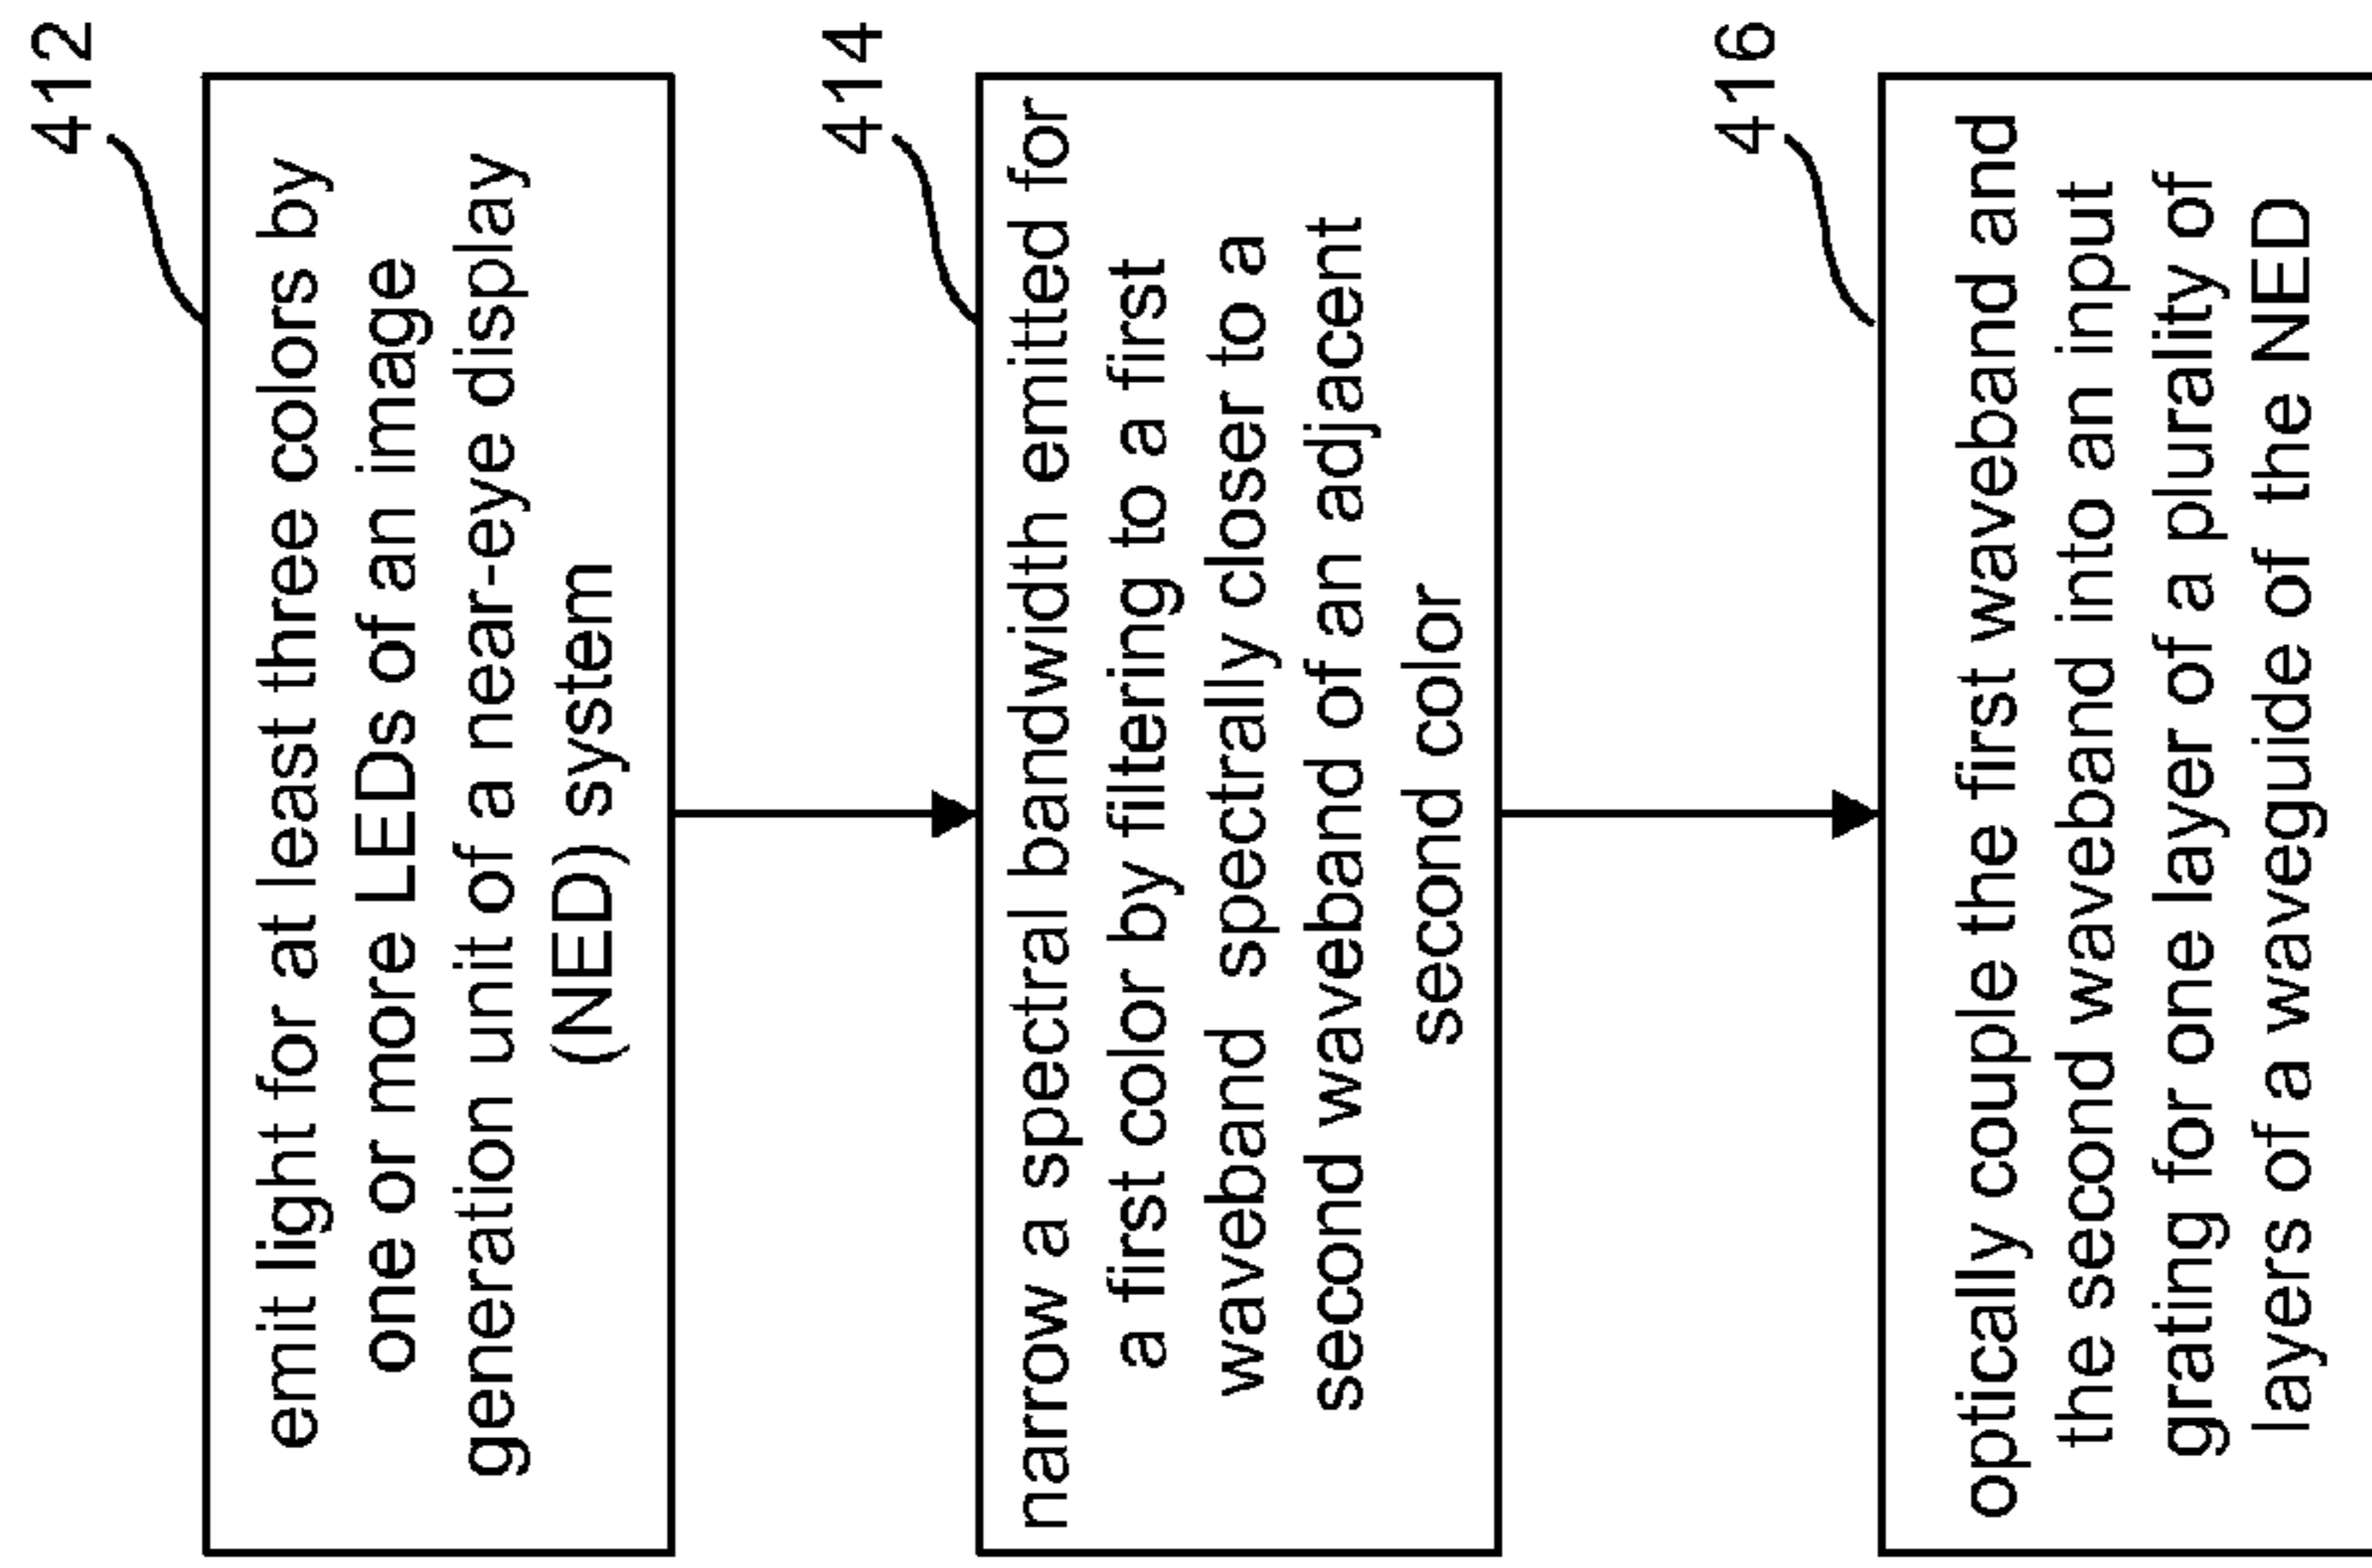 412
emit light for at least three colors by
one or more LEDs of an image
generation unit of a near-eye display
(NED) system
414
narrow a spectral bandwidth emitted for
a first color by filtering to a first
waveband spectrally closer to a
second waveband of an adjacent
second color
416
optically couple the first waveband and
the second waveband into an input
grating for one layer of a plurality of
layers of a waveguide of the NED